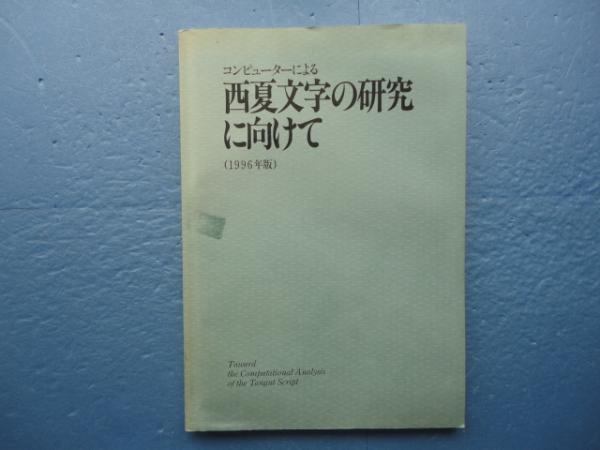 コンピューターによる
西夏文字の研究
に向けて
(1996年版)
Toward
the Computational Analysis
of the Tangut Script